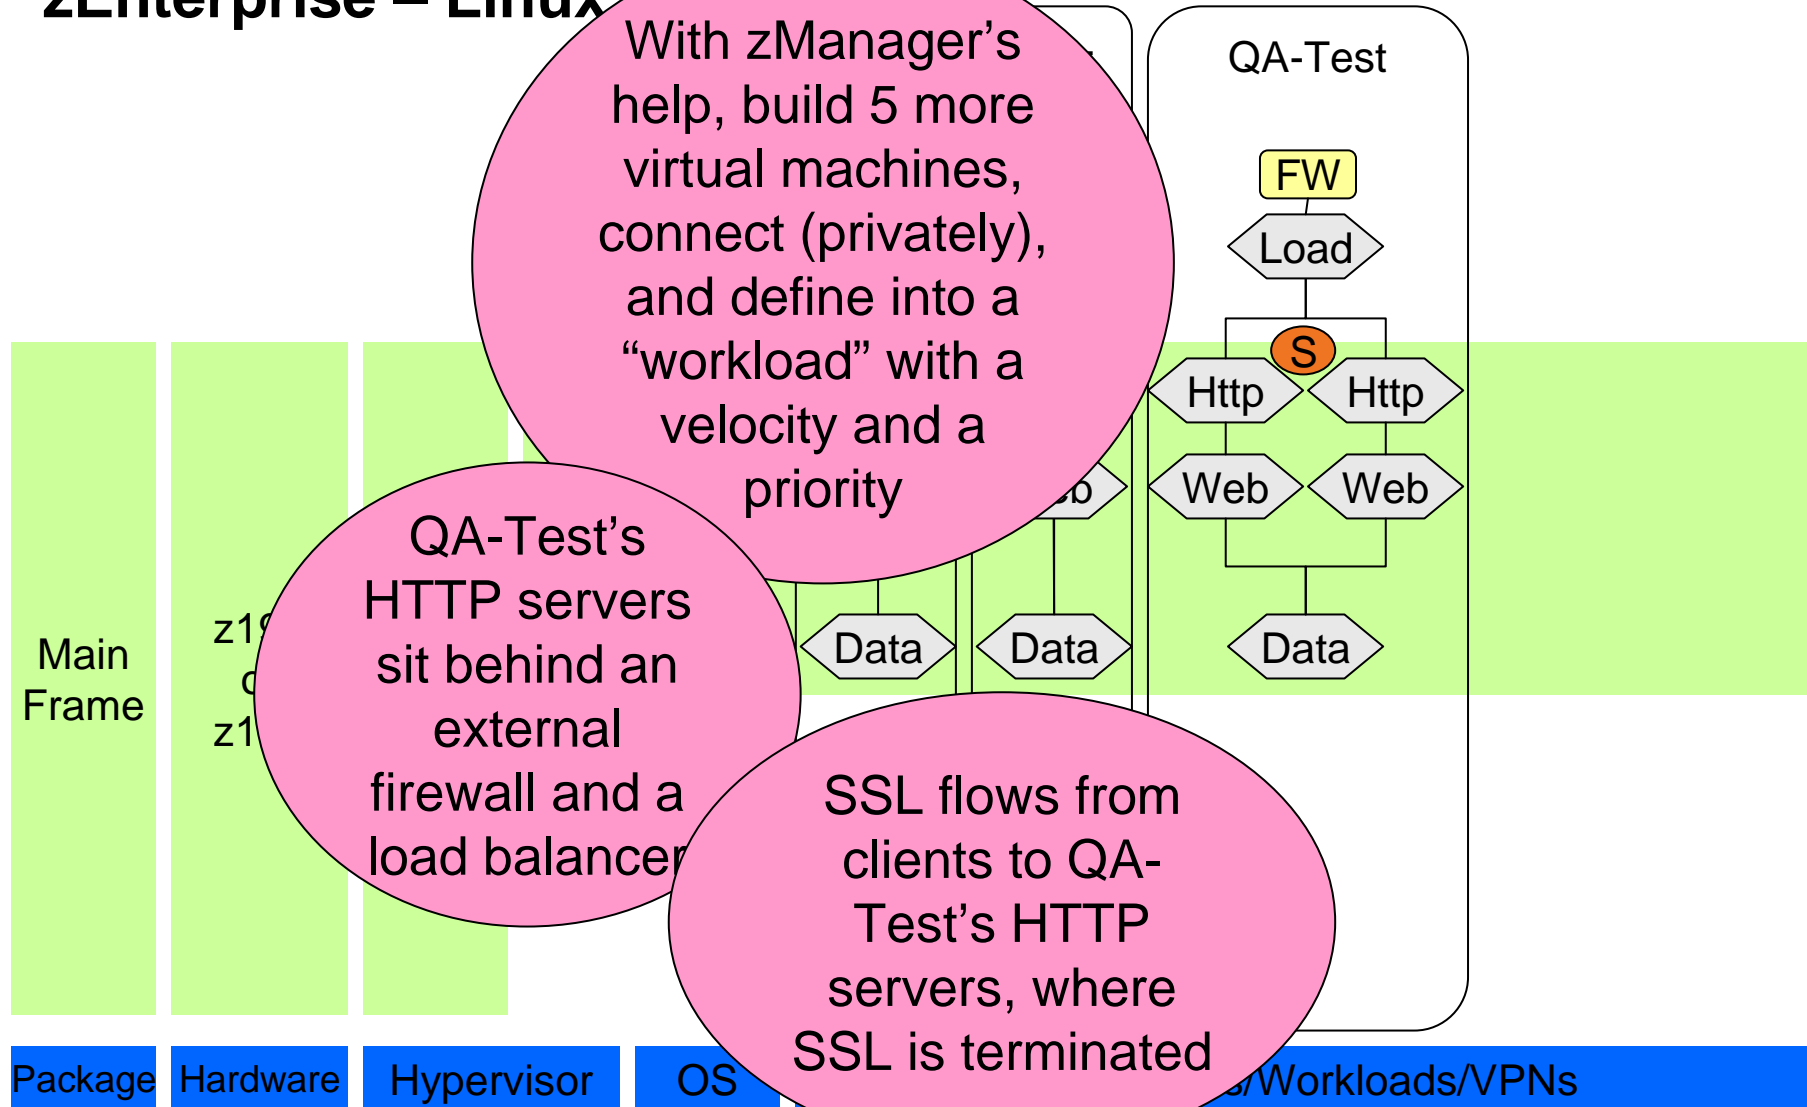 zEnterprise – Linux
With zManager’s
help, build 5 more
virtual machines,
connect (privately),
and define into a
“workload” with a
velocity and a
priority
QA-Test
FW
Load
S
Http Http
Web Web
Data Data Data
QA-Test’s
HTTP servers
sit behind an
external
firewall and a
load balancer
Main
Frame
SSL flows from
clients to QA-
Test’s HTTP
servers, where
SSL is terminated
Package Hardware Hypervisor OS /Workloads/VPNs